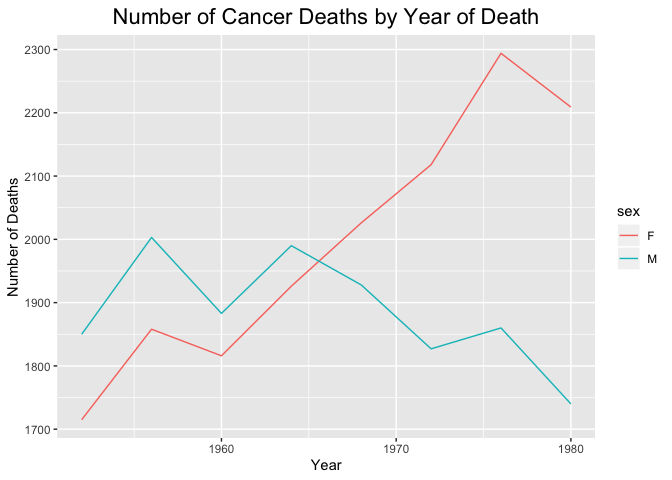 Number of Cancer Deaths by Year of Death
2300
2200
2100
2000
1900
1800
1700
Number of Deaths
1960
1970
1980
Year
sex
F
M